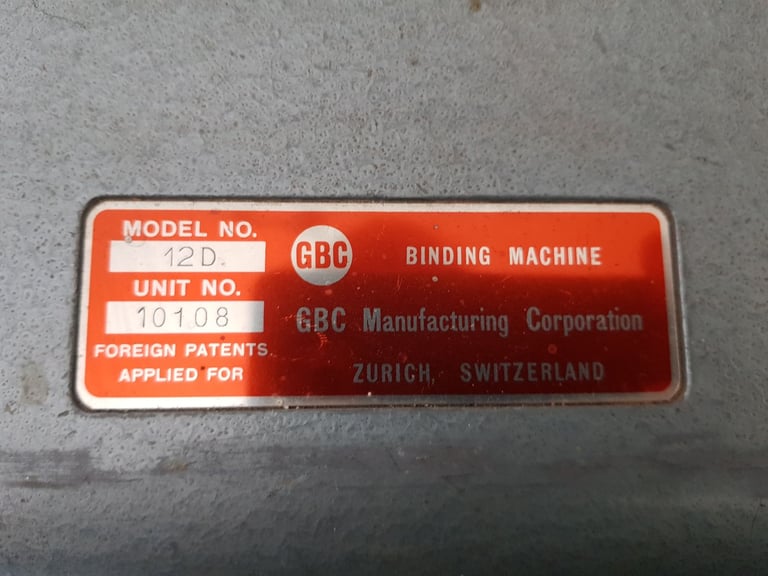 MODEL NO.
12D.
UNIT NO.
10108
FOREIGN PATENTS
APPLIED FOR
GBC BINDING MACHINE
GBC Manufacturing Corporation
ZURICH, SWITZERLAND